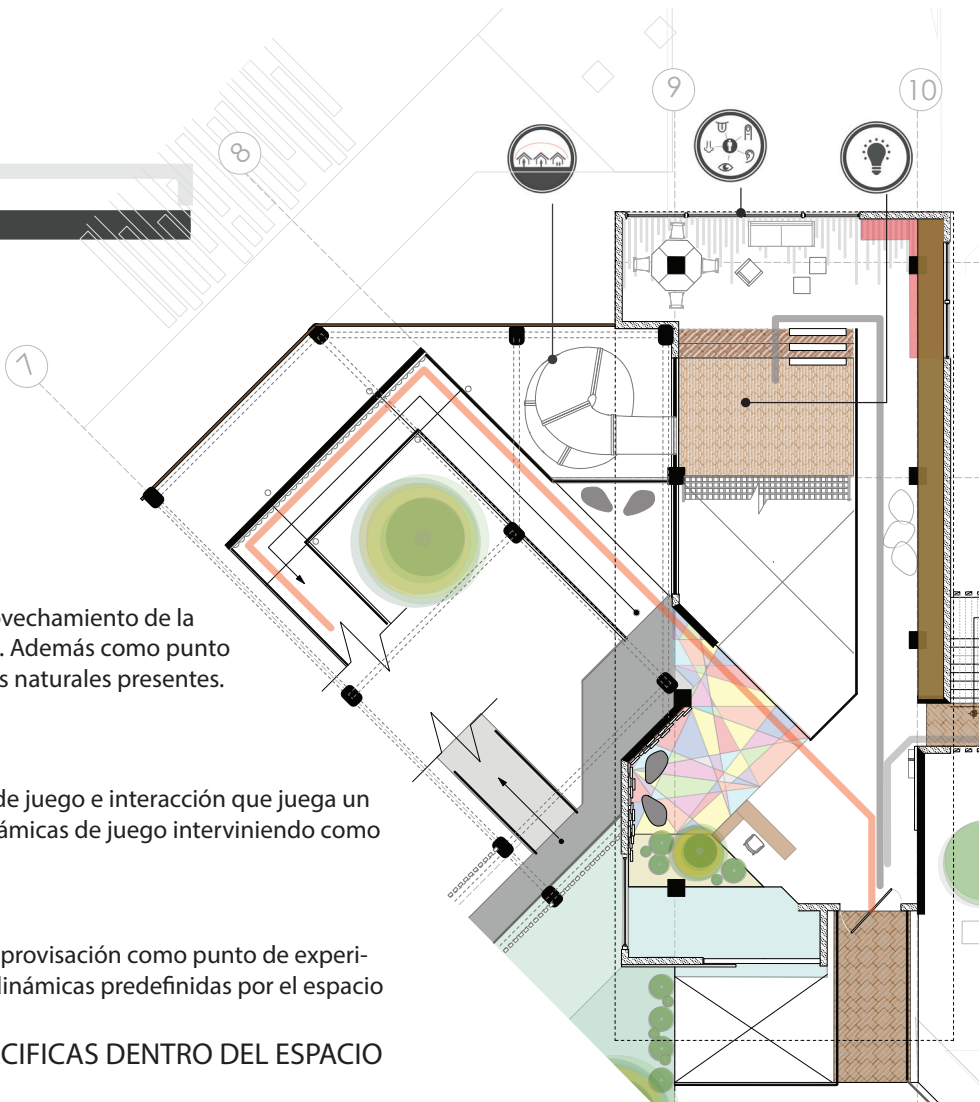 9
10
8
7
ovechamiento de la
. Además como punto
s naturales presentes.
de juego e interacción que juega un
ámicas de juego interviniendo como
provisación como punto de experi-
dinámicas predefinidas por el espacio
CIFICAS DENTRO DEL ESPACIO